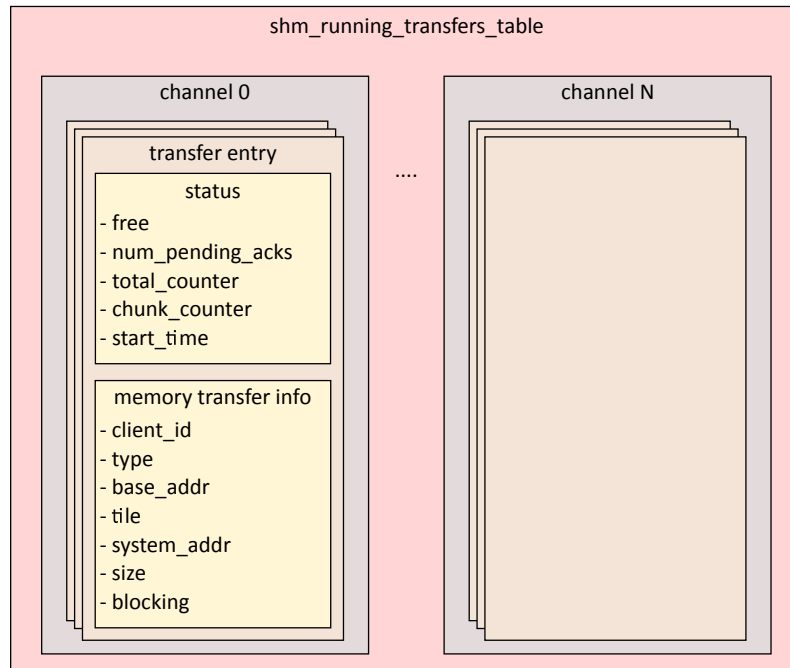 shm_running_transfers_table
channel 0
transfer entry
status
- free
- num_pending_acks
- total_counter
- chunk_counter
- start_time
memory transfer info
- client_id
- type
- base_addr
- tile
- system_addr
- size
- blocking
....
channel N